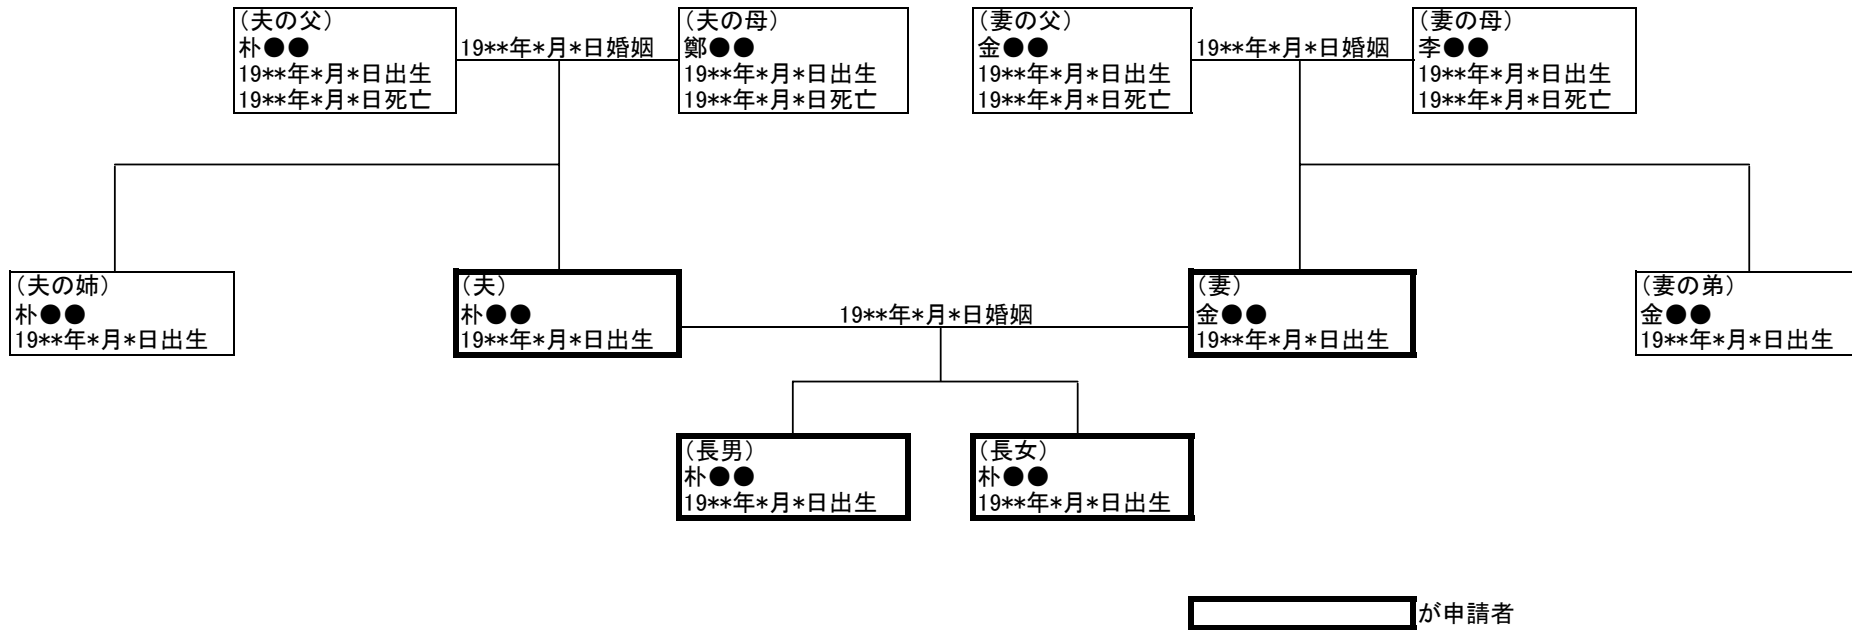 (夫の父)
朴●●
19**年*月*日出生
19**年*月*日死亡
19**年*月*日婚姻
(夫の母)
鄭●●
19**年*月*日出生
19**年*月*日死亡
(妻の父)
金●●
19**年*月*日出生
19**年*月*日死亡
19**年*月*日婚姻
(妻の母)
李●●
19**年*月*日出生
19**年*月*日死亡
(夫の姉)
朴●●
19**年*月*日出生
(夫)
朴●●
19**年*月*日出生
19**年*月*日婚姻
(妻)
金●●
19**年*月*日出生
(妻の弟)
金●●
19**年*月*日出生
(長男)
朴●●
19**年*月*日出生
(長女)
朴●●
19**年*月*日出生
が申請者